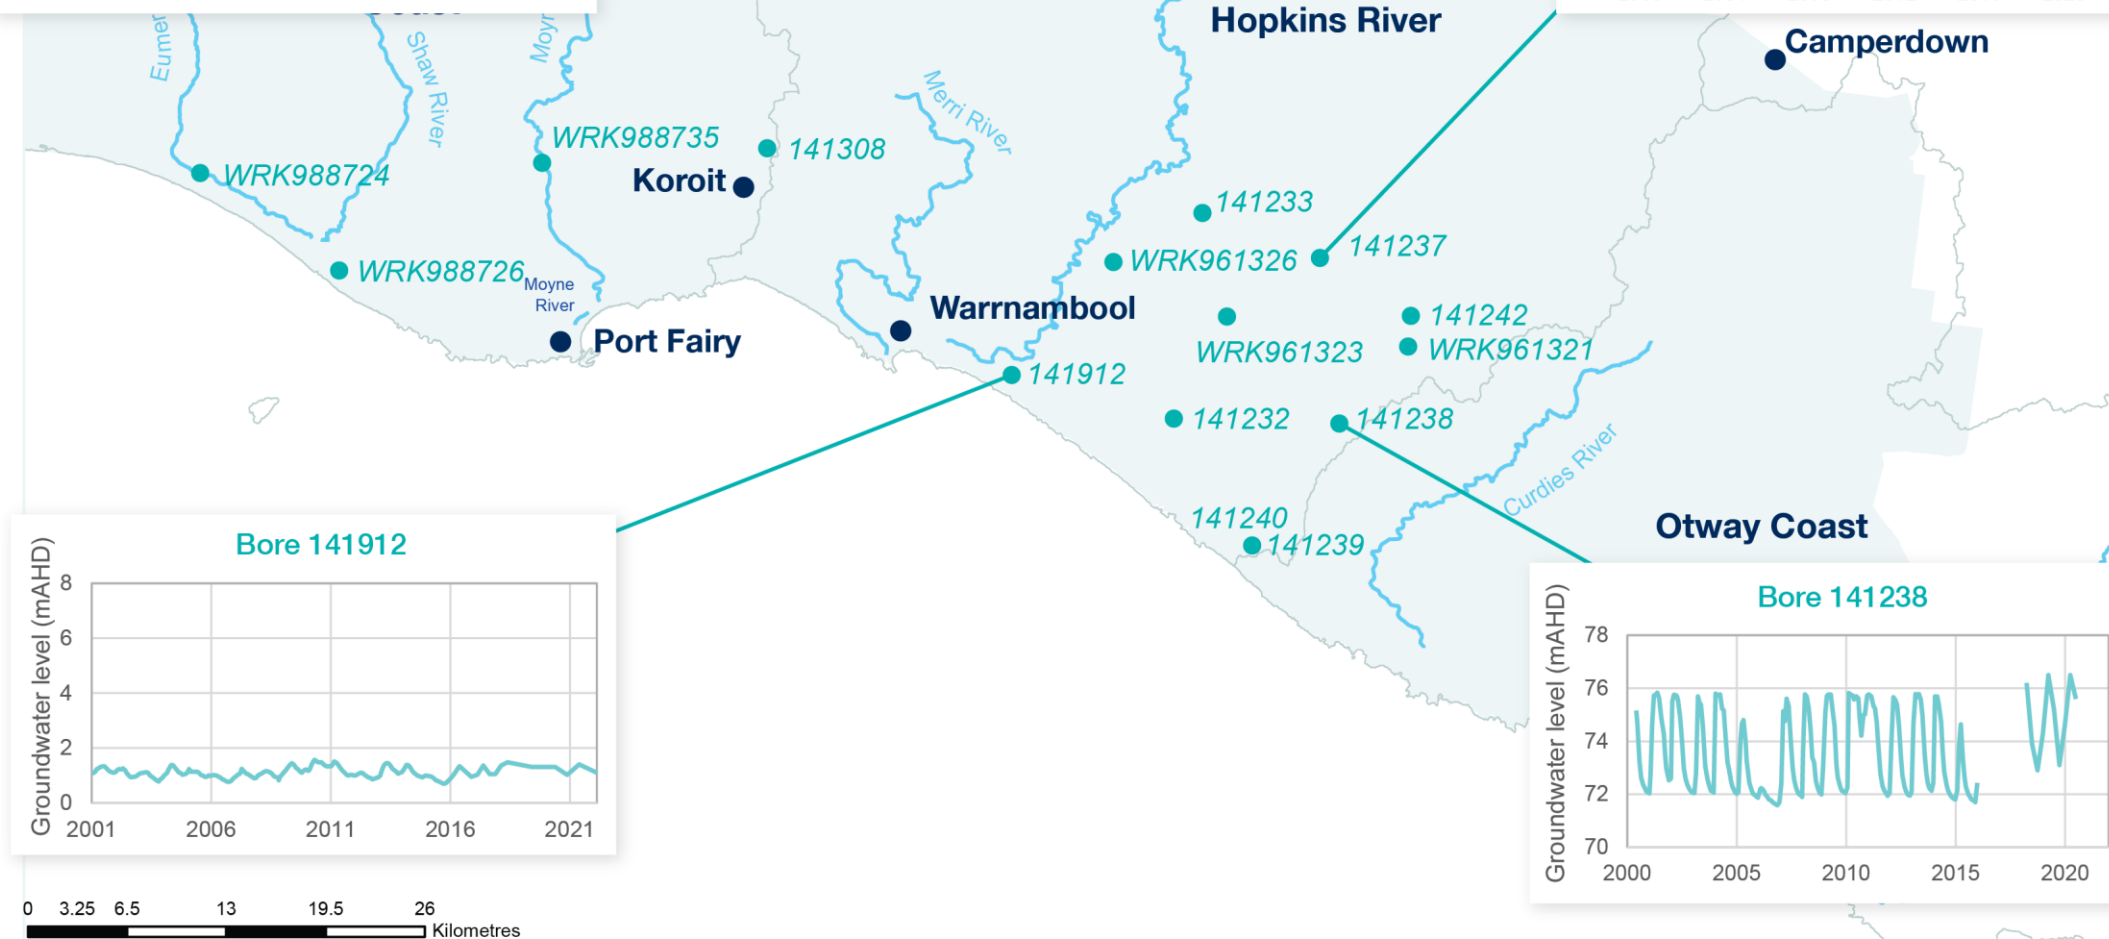 Hopkins River
Camperdown
Shaw River
Merri River
WRK988735
141308
WRK988724
Koroit
141233
141237
WRK961326
WRK988726
Moyne
River
Warrnambool
141242
Port Fairy
WRK961323
WRK961321
141912
141232
141238
Curdies River
141240
141239
Otway Coast
Bore 141912
Groundwater level (mAHD)
8
6
4
2
0
2001 2006 2011 2016 2021
Bore 141238
Groundwater level (mAHD)
78
76
74
72
70
2000 2005 2010 2015 2020
0 3.25 6.5 13 19.5 26
Kilometres